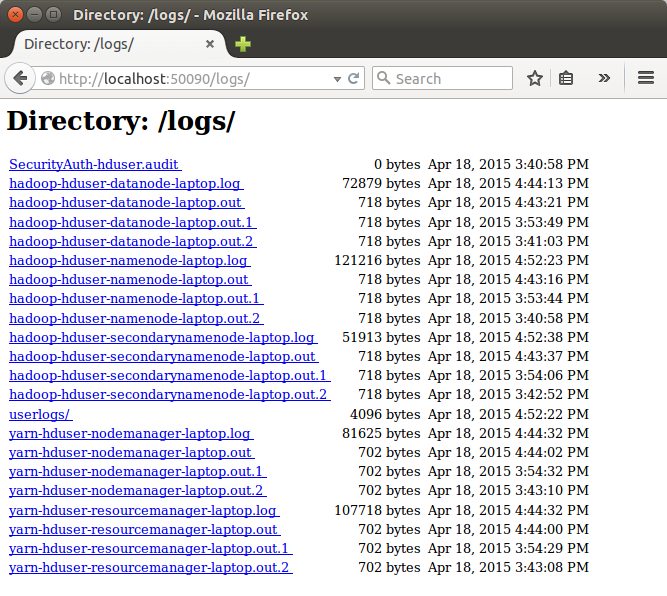 Directory: /logs/ - Mozilla Firefox
Directory: /logs/
http://localhost:50090/logs/
Search
Directory: /logs/
SecurityAuth-hduser.audit 0 bytes Apr 18, 2015 3:40:58 PM
hadoop-hduser-datanode-laptop.log 72879 bytes Apr 18, 2015 4:44:13 PM
hadoop-hduser-datanode-laptop.out 718 bytes Apr 18, 2015 4:43:21 PM
hadoop-hduser-datanode-laptop.out.1 718 bytes Apr 18, 2015 3:53:49 PM
hadoop-hduser-datanode-laptop.out.2 718 bytes Apr 18, 2015 3:41:03 PM
hadoop-hduser-namenode-laptop.log 121216 bytes Apr 18, 2015 4:52:23 PM
hadoop-hduser-namenode-laptop.out 718 bytes Apr 18, 2015 4:43:16 PM
hadoop-hduser-namenode-laptop.out.1 718 bytes Apr 18, 2015 3:53:44 PM
hadoop-hduser-namenode-laptop.out.2 718 bytes Apr 18, 2015 3:40:58 PM
hadoop-hduser-secondarynamenode-laptop.log 51913 bytes Apr 18, 2015 4:52:38 PM
hadoop-hduser-secondarynamenode-laptop.out 718 bytes Apr 18, 2015 4:43:37 PM
hadoop-hduser-secondarynamenode-laptop.out.1 718 bytes Apr 18, 2015 3:54:06 PM
hadoop-hduser-secondarynamenode-laptop.out.2 718 bytes Apr 18, 2015 3:42:52 PM
userlogs/ 4096 bytes Apr 18, 2015 4:52:22 PM
yarn-hduser-nodemanager-laptop.log 81625 bytes Apr 18, 2015 4:44:32 PM
yarn-hduser-nodemanager-laptop.out 702 bytes Apr 18, 2015 4:44:02 PM
yarn-hduser-nodemanager-laptop.out.1 702 bytes Apr 18, 2015 3:54:32 PM
yarn-hduser-nodemanager-laptop.out.2 702 bytes Apr 18, 2015 3:43:10 PM
yarn-hduser-resourcemanager-laptop.log 107718 bytes Apr 18, 2015 4:44:32 PM
yarn-hduser-resourcemanager-laptop.out 702 bytes Apr 18, 2015 4:44:00 PM
yarn-hduser-resourcemanager-laptop.out.1 702 bytes Apr 18, 2015 3:54:29 PM
yarn-hduser-resourcemanager-laptop.out.2 702 bytes Apr 18, 2015 3:43:08 PM